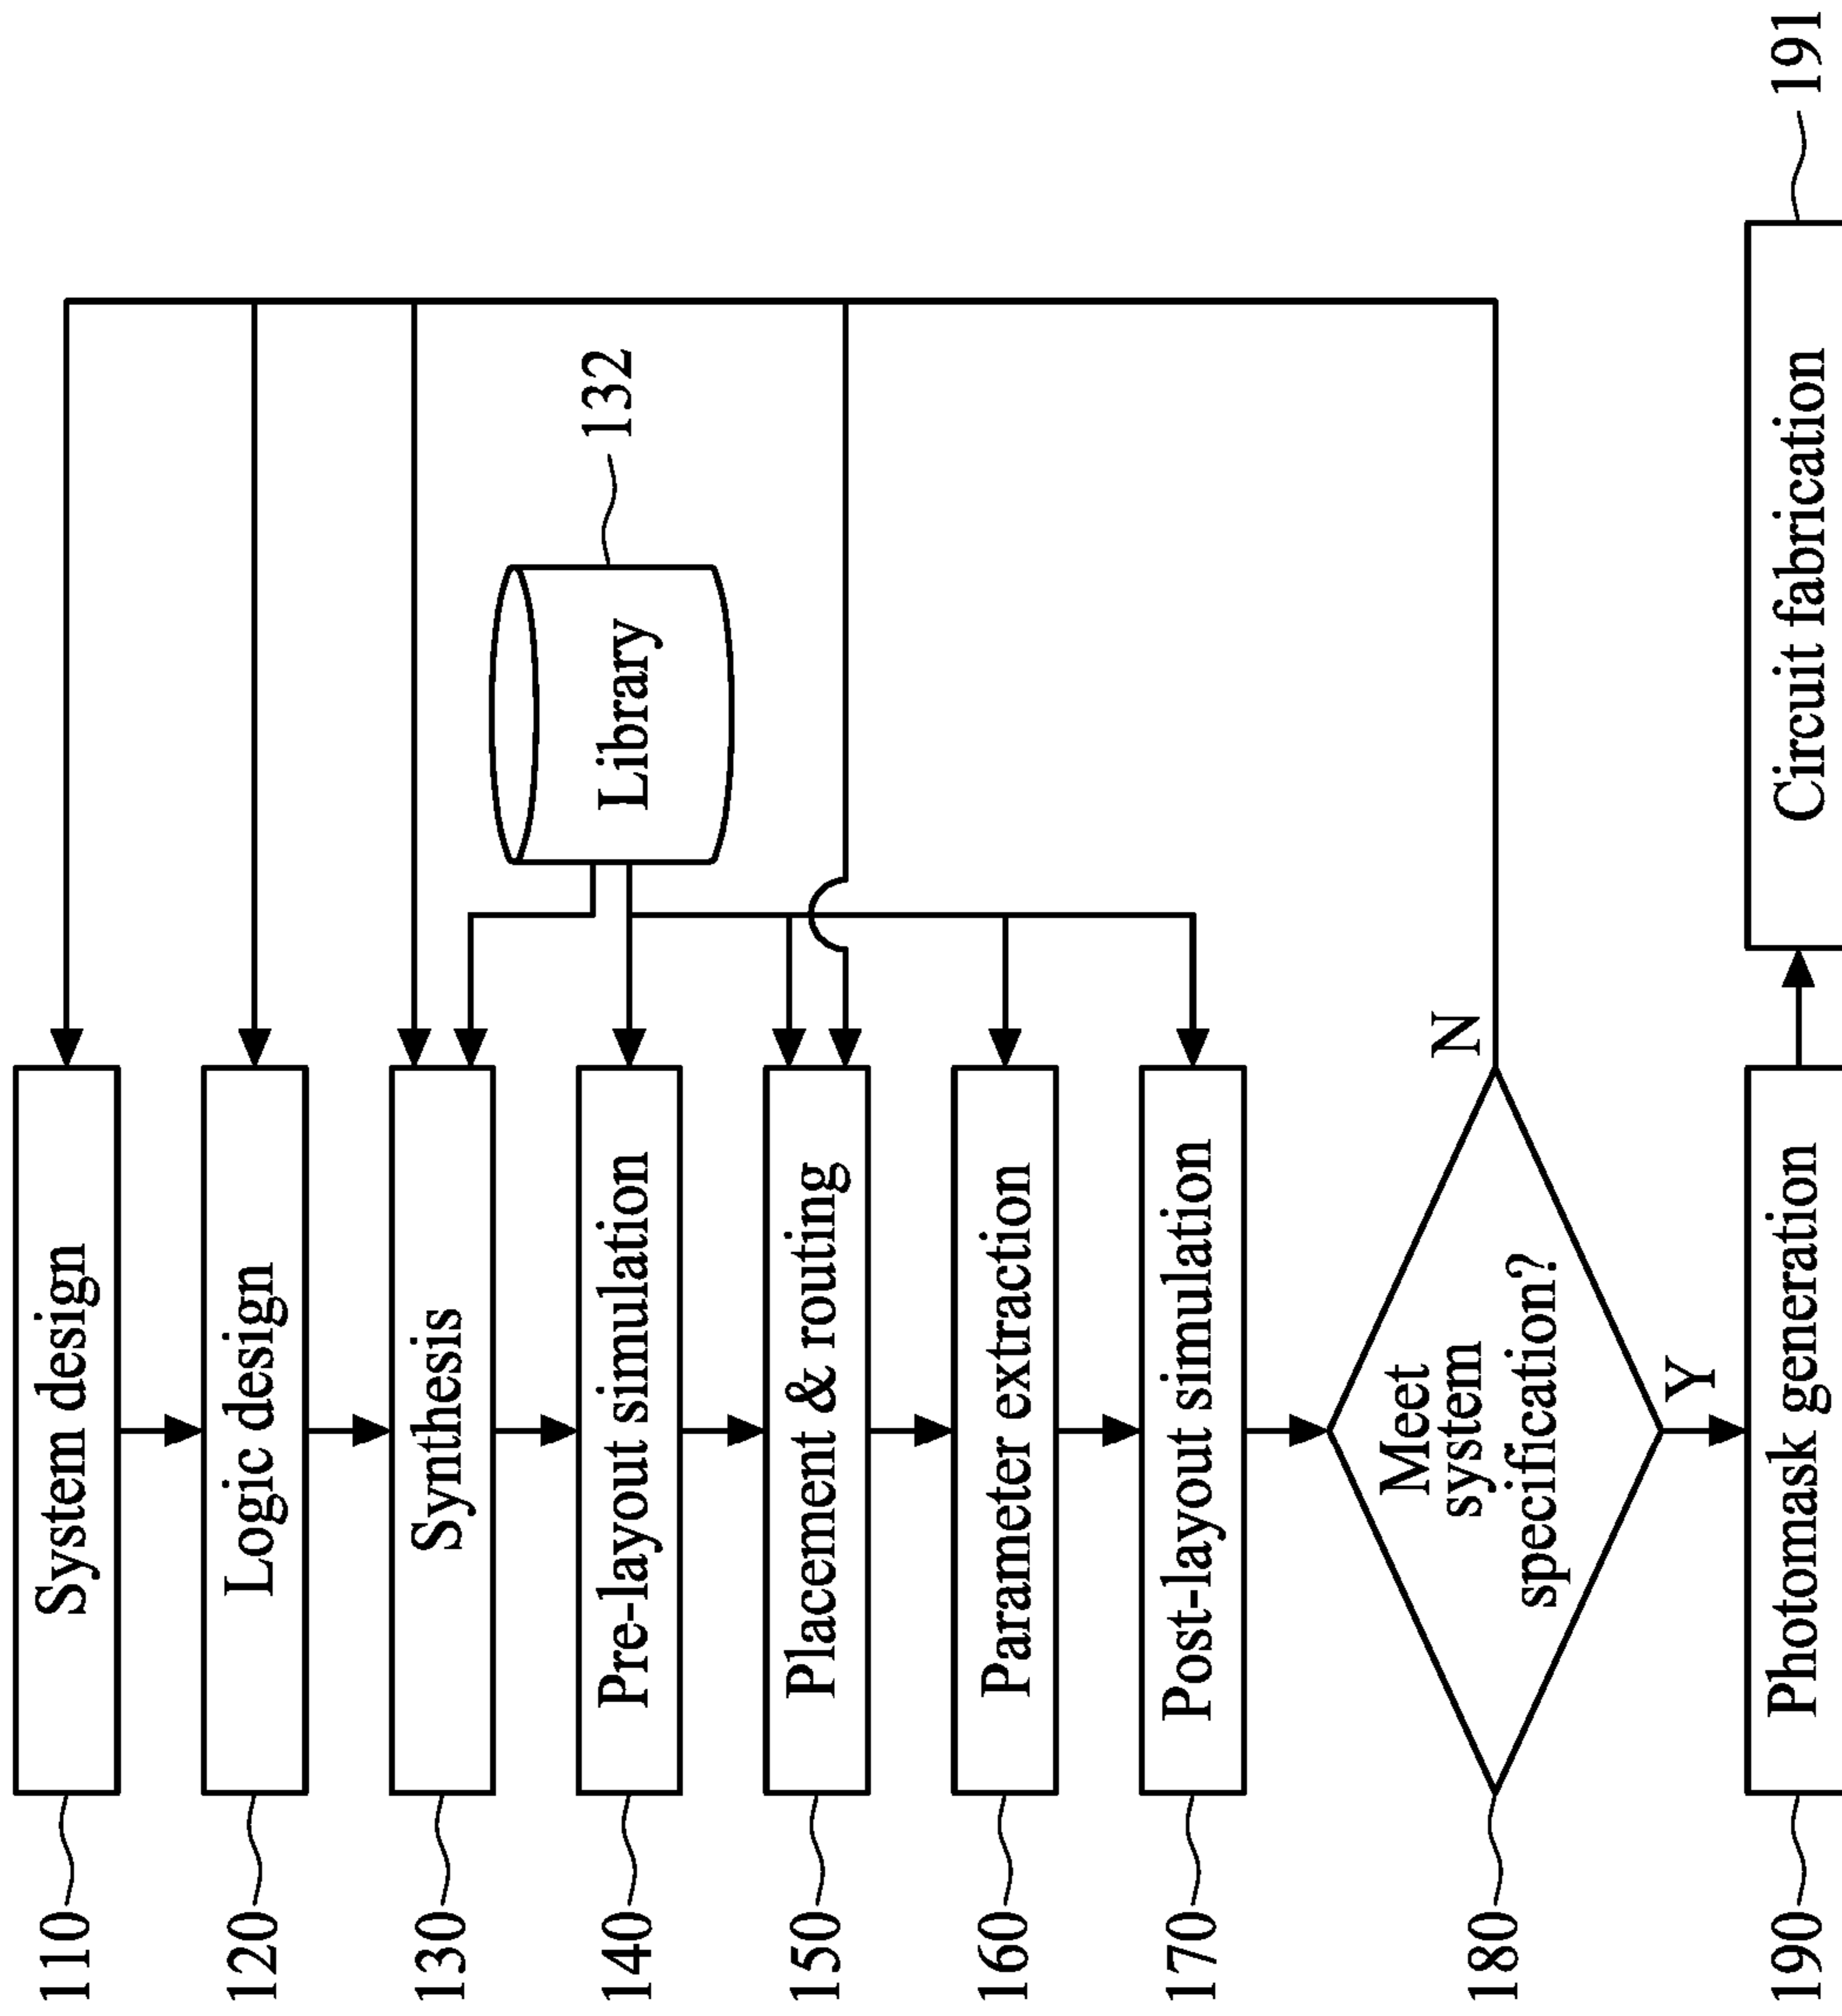 110
System design
120
Logic design
130
Synthesis
132
Library
140
Pre-layout simulation
150
Placement & routing
160
Parameter extraction
170
Post-layout simulation
180
Meet
system
specification?
N
Y
190
Photomask generation
Circuit fabrication
191